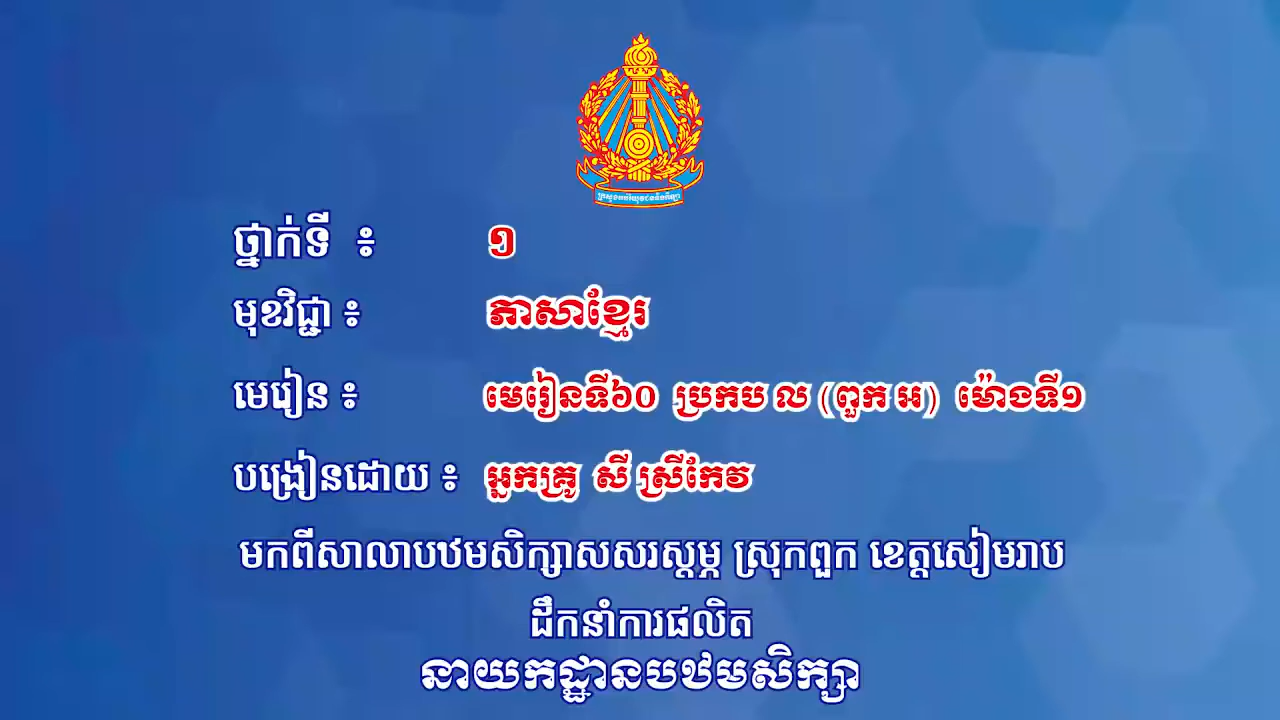 ថ្នាក់ទី ៖ ១
មុខវិជ្ជា ៖ ភាសាខ្មែរ
មេរៀន ៖ មេរៀនទី៦០ ប្រកប ល (ពួក អ) ម៉ោងទី១
បង្រៀនដោយ ៖ អ្នកគ្រូ សី ស្រីកែវ
មកពីសាលាបឋមសិក្សាសសរស្តម្ភ ស្រុកពួក ខេត្តសៀមរាប
ដឹកនាំការផលិត
នាយកដ្ឋានបឋមសិក្សា